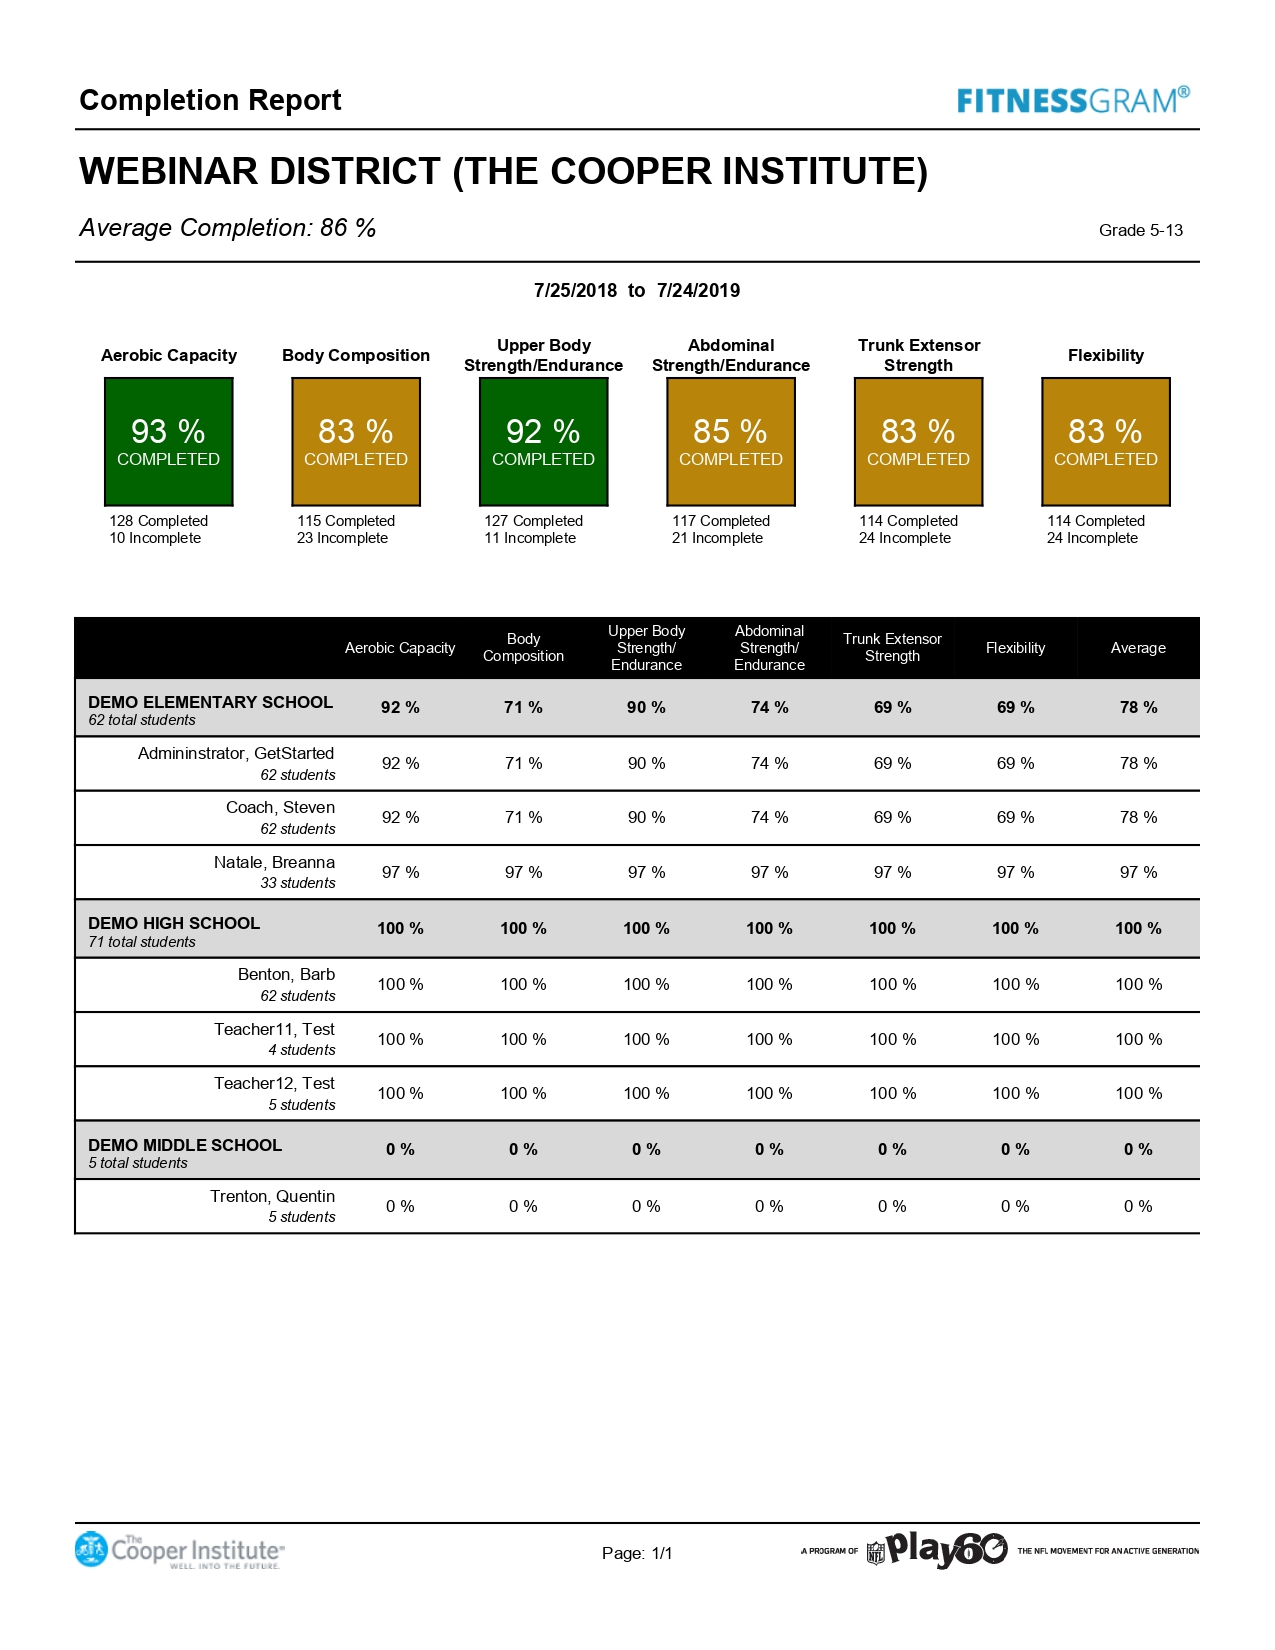 Completion Report
FITNESSGRAM®
WEBINAR DISTRICT (THE COOPER INSTITUTE)
Average Completion: 86 %
Grade 5-13
7/25/2018 to 7/24/2019
Aerobic Capacity
Body Composition
Upper Body
Strength/Endurance
Abdominal
Strength/Endurance
Trunk Extensor
Strength
Flexibility
93 % 83 % 92 % 85 % 83 % 83 %
COMPLETED COMPLETED COMPLETED COMPLETED COMPLETED COMPLETED
128 Completed 115 Completed 127 Completed 117 Completed 114 Completed 114 Completed
10 Incomplete 23 Incomplete 11 Incomplete 21 Incomplete 24 Incomplete 24 Incomplete
Aerobic Capacity
Body
Composition
Upper Body
Strength/
Endurance
Abdominal
Strength/
Endurance
Trunk Extensor
Strength
Flexibility
Average
DEMO ELEMENTARY SCHOOL
62 total students
92 % 71 % 90 % 74 % 69 % 69 % 78 %
Admininstrator, GetStarted
62 students
92 % 71 % 90 % 74 % 69 % 69 % 78 %
Coach, Steven
62 students
92 % 71 % 90 % 74 % 69 % 69 % 78 %
Natale, Breanna
33 students
97 % 97 % 97 % 97 % 97 % 97 % 97 %
DEMO HIGH SCHOOL
71 total students
100 % 100 % 100 % 100 % 100 % 100 % 100 %
Benton, Barb
62 students
100 % 100 % 100 % 100 % 100 % 100 % 100 %
Teacher11, Test
4 students
100 % 100 % 100 % 100 % 100 % 100 % 100 %
Teacher12, Test
5 students
100 % 100 % 100 % 100 % 100 % 100 % 100 %
DEMO MIDDLE SCHOOL
5 total students
0 % 0 % 0 % 0 % 0 % 0 % 0 %
Trenton, Quentin
5 students
0 % 0 % 0 % 0 % 0 % 0 % 0 %
The
Cooper Institute
WELL. INTO THE FUTURE.
Page: 1/1
A PROGRAM OF
NFL
play60
THE NFL MOVEMENT FOR AN ACTIVE GENERATION